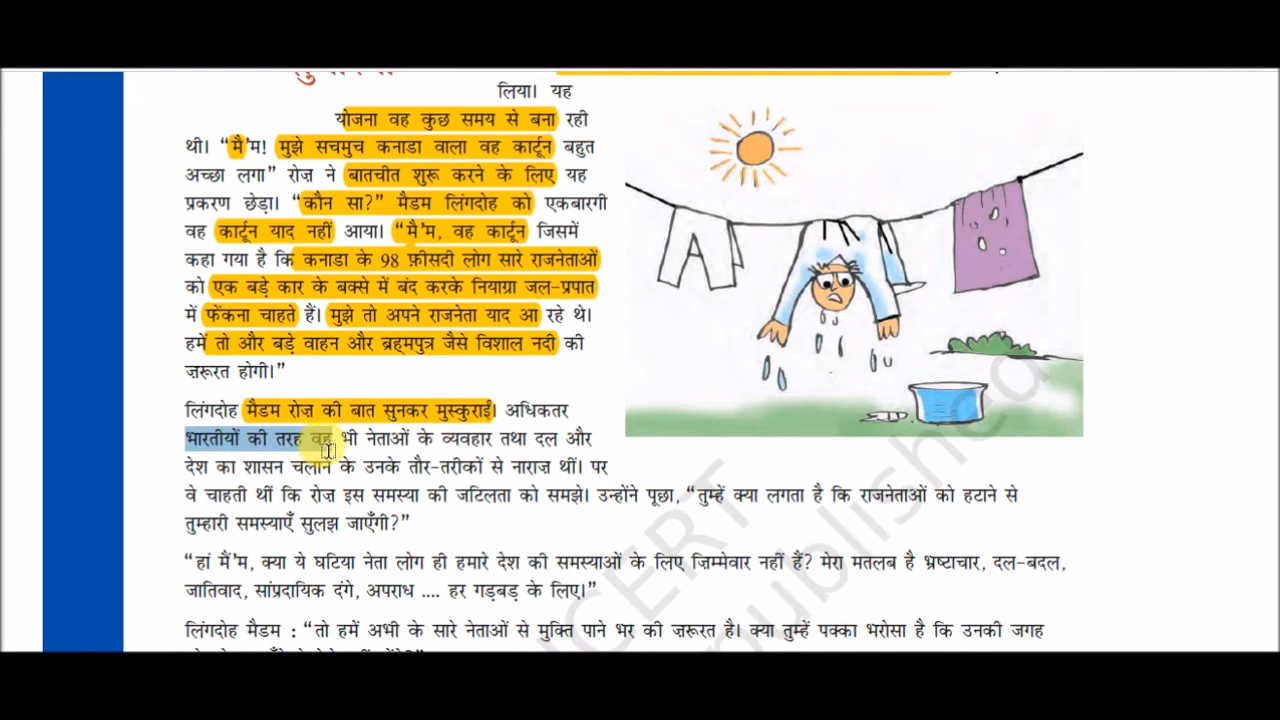 लिया। यह
योजना वह कुछ समय से बना रही
थी। “मै’म! मुझे सचमुच कनाडा वाला वह कार्टून बहुत
अच्छा लगा” रोज़ ने बातचीत शुरू करने के लिए यह
प्रकरण छेड़ा। “कौन सा?” मैडम लिंगदोह को एकबारगी
वह कार्टून याद नहीं आया। “मै’म, वह कार्टून जिसमें
कहा गया है कि कनाडा के 98 फ़ीसदी लोग सारे राजनेताओं
को एक बड़े कार के बक्से में बंद करके नियाग्रा जल-प्रपात
में फेंकना चाहते हैं। मुझे तो अपने राजनेता याद आ रहे थे।
हमें तो और बड़े वाहन और ब्रह्मपुत्र जैसे विशाल नदी की
ज़रूरत होगी।”
लिंगदोह मैडम रोज़ की बात सुनकर मुस्कुराईं। अधिकतर
भारतीयों की तरह वह भी नेताओं के व्यवहार तथा दल और
देश का शासन चलाने के उनके तौर-तरीकों से नाराज़ थीं। पर
वे चाहती थीं कि रोज़ इस समस्या की जटिलता को समझे। उन्होंने पूछा, “तुम्हें क्या लगता है कि राजनेताओं को हटाने से
तुम्हारी समस्याएँ सुलझ जाएँगी?”
“हां मैं’म, क्या ये घटिया नेता लोग ही हमारे देश की समस्याओं के लिए ज़िम्मेवार नहीं हैं? मेरा मतलब है भ्रष्टाचार, दल-बदल,
जातिवाद, सांप्रदायिक दंगे, अपराध .... हर गड़बड़ के लिए।”
लिंगदोह मैडम : “तो हमें अभी के सारे नेताओं से मुक्ति पाने भर की ज़रूरत है। क्या तुम्हें पक्का भरोसा है कि उनकी जगह